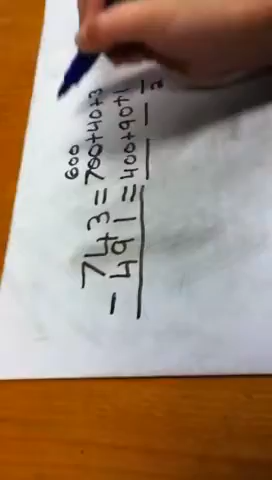 600
743 = 700+40+3
- 491 = 400+90+1
2